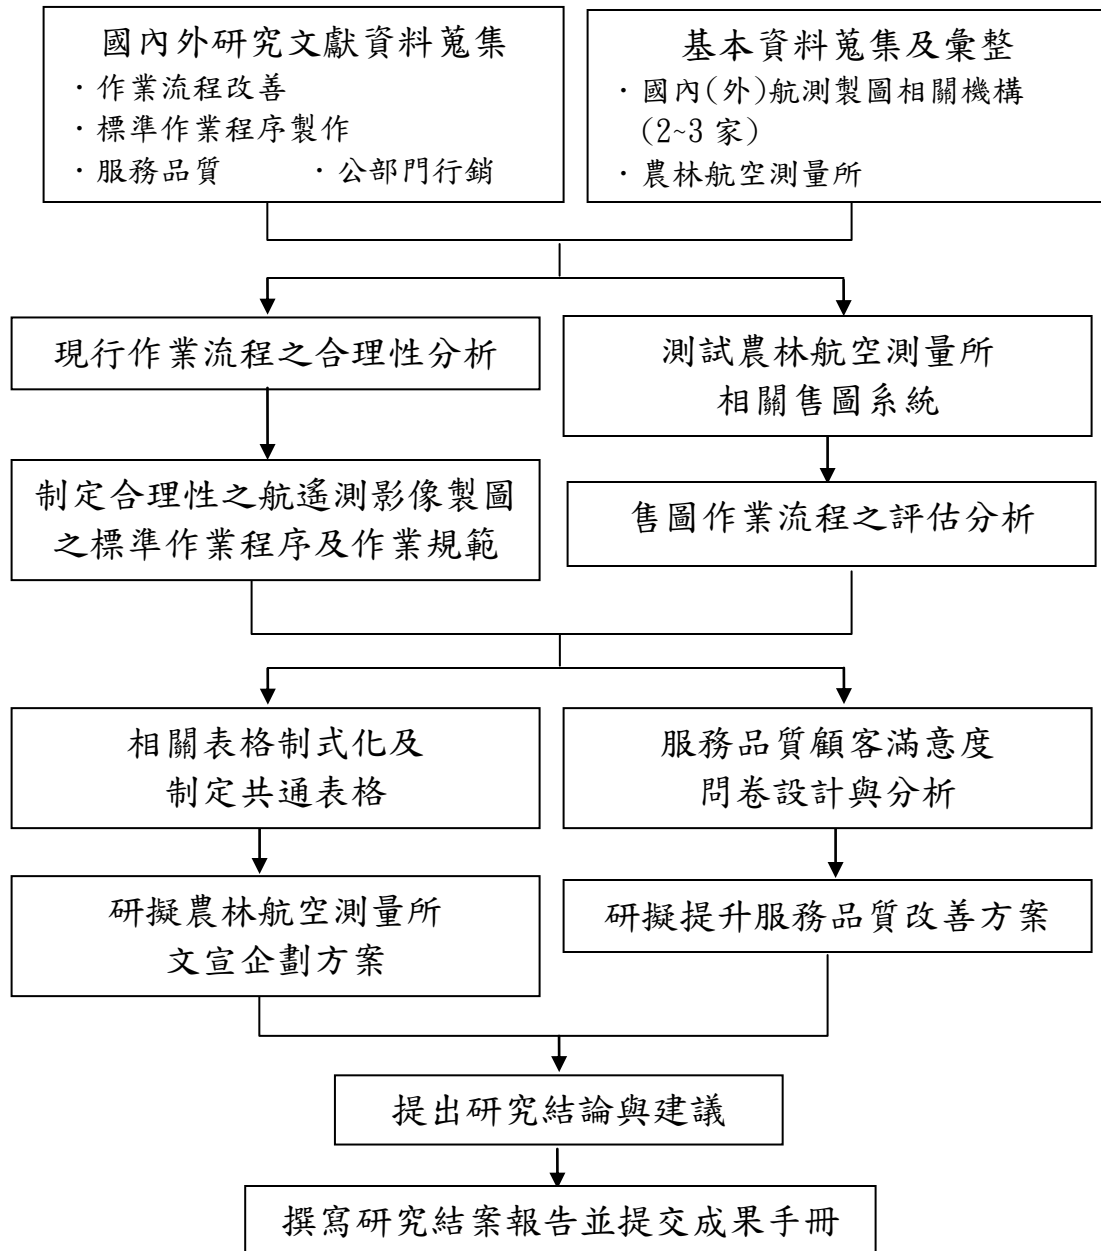 國內外研究文獻資料蒐集
．作業流程改善
．標準作業程序製作
．服務品質 ．公部門行銷
基本資料蒐集及彙整
．國內(外)航測製圖相關機構
(2~3 家)
．農林航空測量所
現行作業流程之合理性分析
測試農林航空測量所
相關售圖系統
制定合理性之航遙測影像製圖
之標準作業程序及作業規範
售圖作業流程之評估分析
相關表格制式化及
制定共通表格
服務品質顧客滿意度
問卷設計與分析
研擬農林航空測量所
文宣企劃方案
研擬提升服務品質改善方案
提出研究結論與建議
撰寫研究結案報告並提交成果手冊